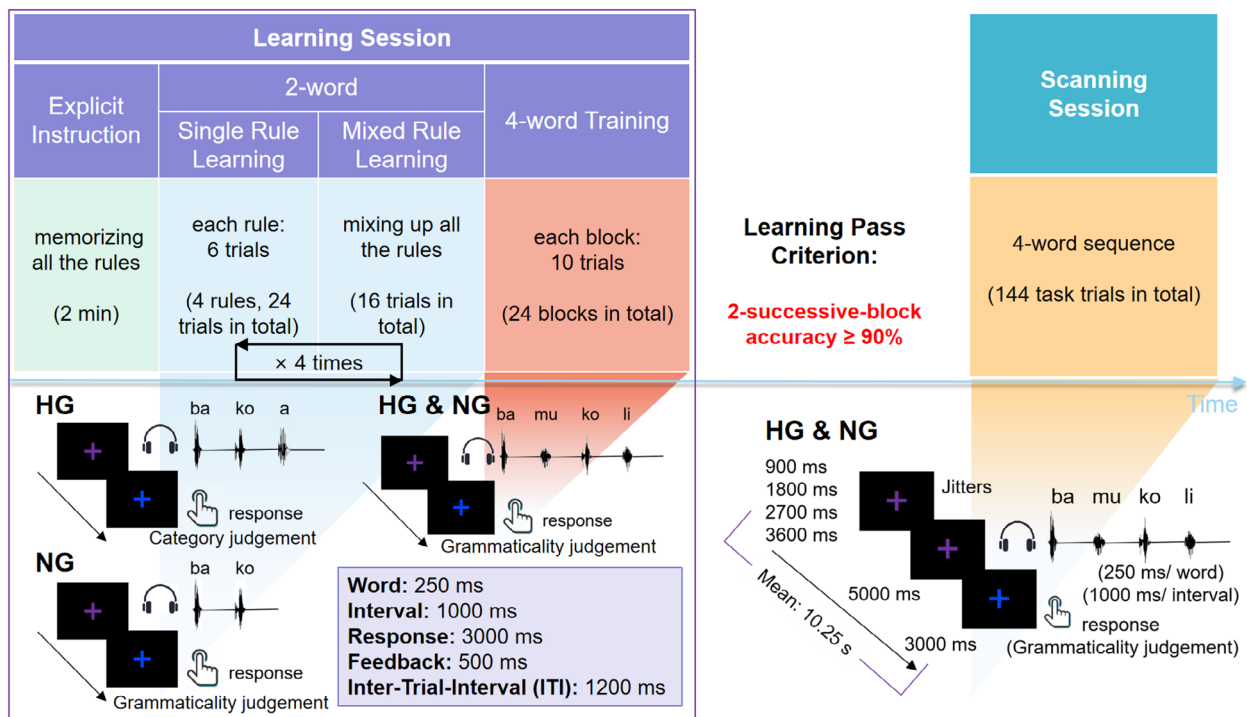 Learning Session
Explicit
Instruction
2-word
Single Rule
Learning
Mixed Rule
Learning
4-word Training
Scanning
Session
memorizing
all the rules
(2 min)
each rule:
6 trials
(4 rules, 24
trials in total)
mixing up all
the rules
(16 trials in
total)
× 4 times
each block:
10 trials
(24 blocks in total)
Learning Pass
Criterion:
2-successive-block
accuracy ≥ 90%
4-word sequence
(144 task trials in total)
Time
HG
ba ko a
response
Category judgement
NG
ba ko
response
Grammaticality judgement
HG & NG
ba mu ko li
response
Grammaticality judgement
Word: 250 ms
Interval: 1000 ms
Response: 3000 ms
Feedback: 500 ms
Inter-Trial-Interval (ITI): 1200 ms
HG & NG
900 ms
1800 ms
2700 ms
3600 ms
Jitters
ba mu ko li
(250 ms/ word)
(1000 ms/ interval)
5000 ms
Mean: 10.25 s
3000 ms
response
(Grammaticality judgement)